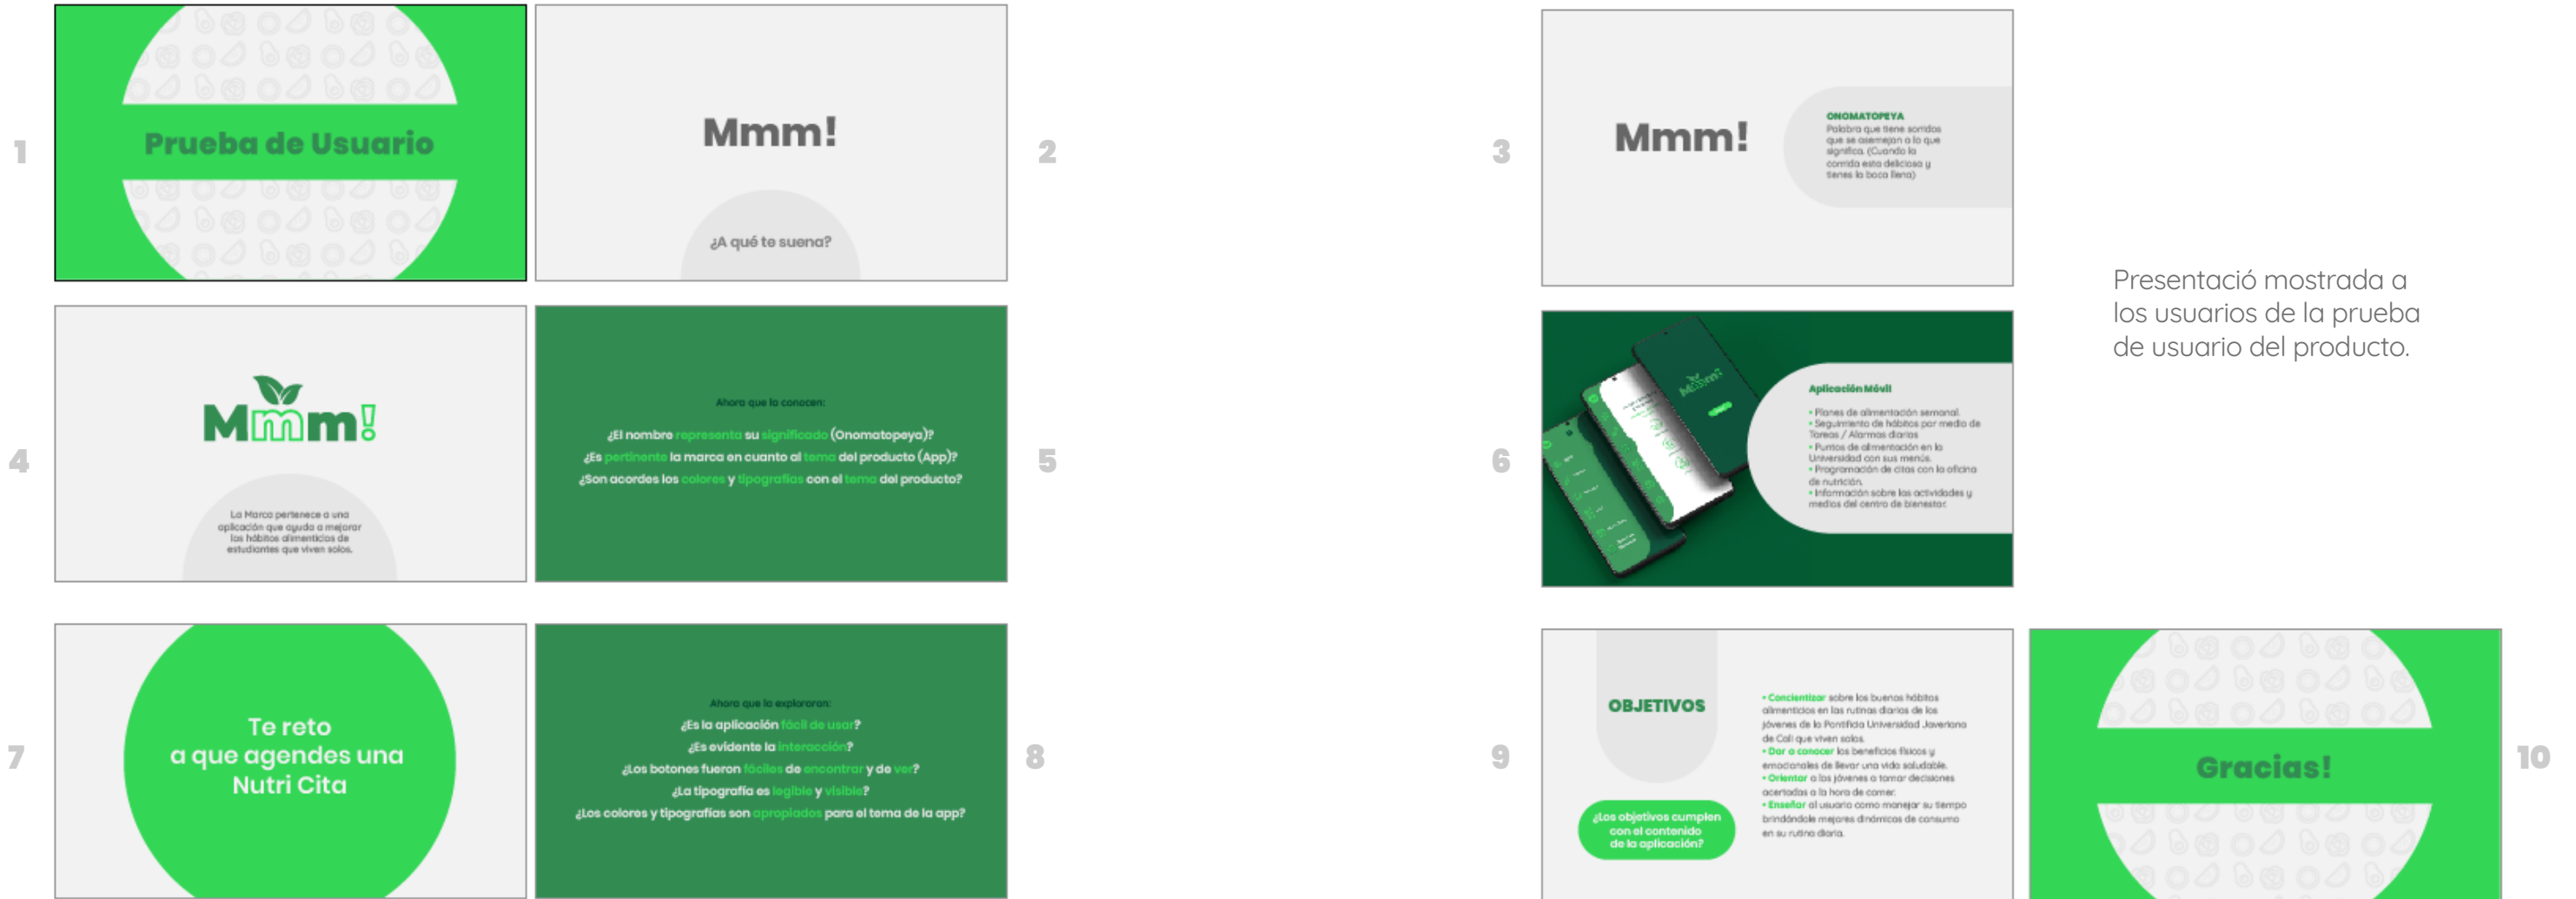 1
Prueba de Usuario
Mmm!
¿A qué te suena?
2
3
Mmm!
ONOMATOPEYA
Palabra que tiene sonidos
que se asemejan a lo que
significa. (Cuando la
comida esta deliciosa y
tienes la boca llena)
Presentació mostrada a
los usuarios de la prueba
de usuario del producto.
4
Mmm!
La Marca pertenece a una
aplicación que ayuda a mejorar
los hábitos alimenticios de
estudiantes que viven solos.
Ahora que la conocen:
¿El nombre representa su significado (Onomatopeya)?
¿Es pertinente la marca en cuanto al tema del producto (App)?
¿Son acordes los colores y tipografías con el tema del producto?
5
6
Mmm!
Aplicación Móvil
• Planes de alimentación semanal.
• Seguimiento de hábitos por medio de
Tareas / Alarmas diarias
• Puntos de alimentación en la
Universidad con sus menús.
• Programación de citas con la oficina
de nutrición.
• Información sobre las actividades y
medios del centro de bienestar.
7
Te reto
a que agendes una
Nutri Cita
Ahora que la exploraron:
¿Es la aplicación fácil de usar?
¿Es evidente la interacción?
¿Los botones fueron fáciles de encontrar y de ver?
¿La tipografía es legible y visible?
¿Los colores y tipografías son apropiados para el tema de la app?
8
9
OBJETIVOS
¿Los objetivos cumplen
con el contenido
de la aplicación?
• Concientizar sobre los buenos hábitos
alimenticios en las rutinas diarias de los
jóvenes de la Pontificia Universidad Javeriana
de Cali que viven solos.
• Dar a conocer los beneficios físicos y
emocionales de llevar una vida saludable.
• Orientar a los jóvenes a tomar decisiones
acertadas a la hora de comer.
• Enseñar al usuario como manejar su tiempo
brindándole mejores dinámicas de consumo
en su rutina diaria.
Gracias!
10